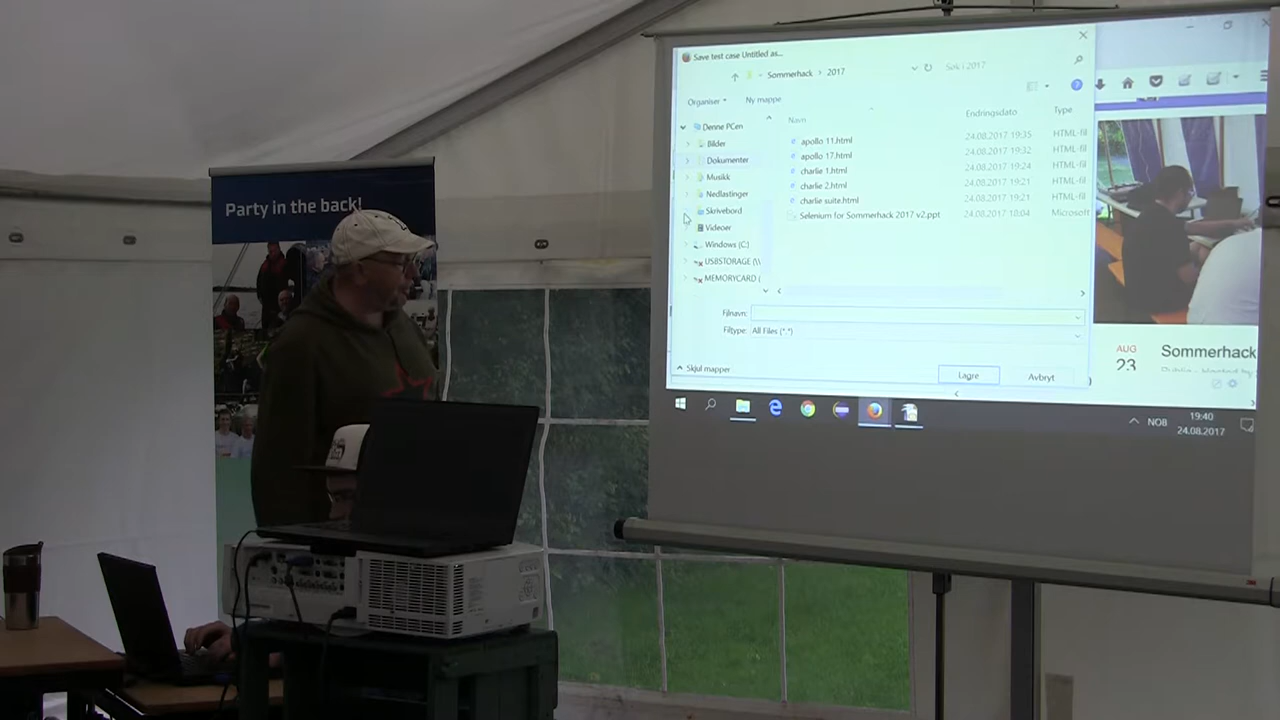 Party in the back!
Save test case Untitled as...
Sommerhack > 2017
Søk i 2017
Organiser
Ny mappe
Navn
Endringsdato
Type
Denne PCen
Bilder
Dokumenter
Musikk
Nedlastinger
Skrivebord
Videoer
Windows (C:)
USBSTORAGE (\\
MEMORYCARD (
apollo 11.html 24.08.2017 19:35 HTML-fil
apollo 17.html 24.08.2017 19:32 HTML-fil
charlie 1.html 24.08.2017 19:24 HTML-fil
charlie 2.html 24.08.2017 19:21 HTML-fil
charlie suite.html 24.08.2017 19:21 HTML-fil
Selenium for Sommerhack 2017 v2.ppt 24.08.2017 18:04 Microsoft
Filnavn:
Filtype: All Files (*.*)
Skjul mapper
Lagre
Avbryt
AUG
23
Sommerhack
NOB
19:40
24.08.2017